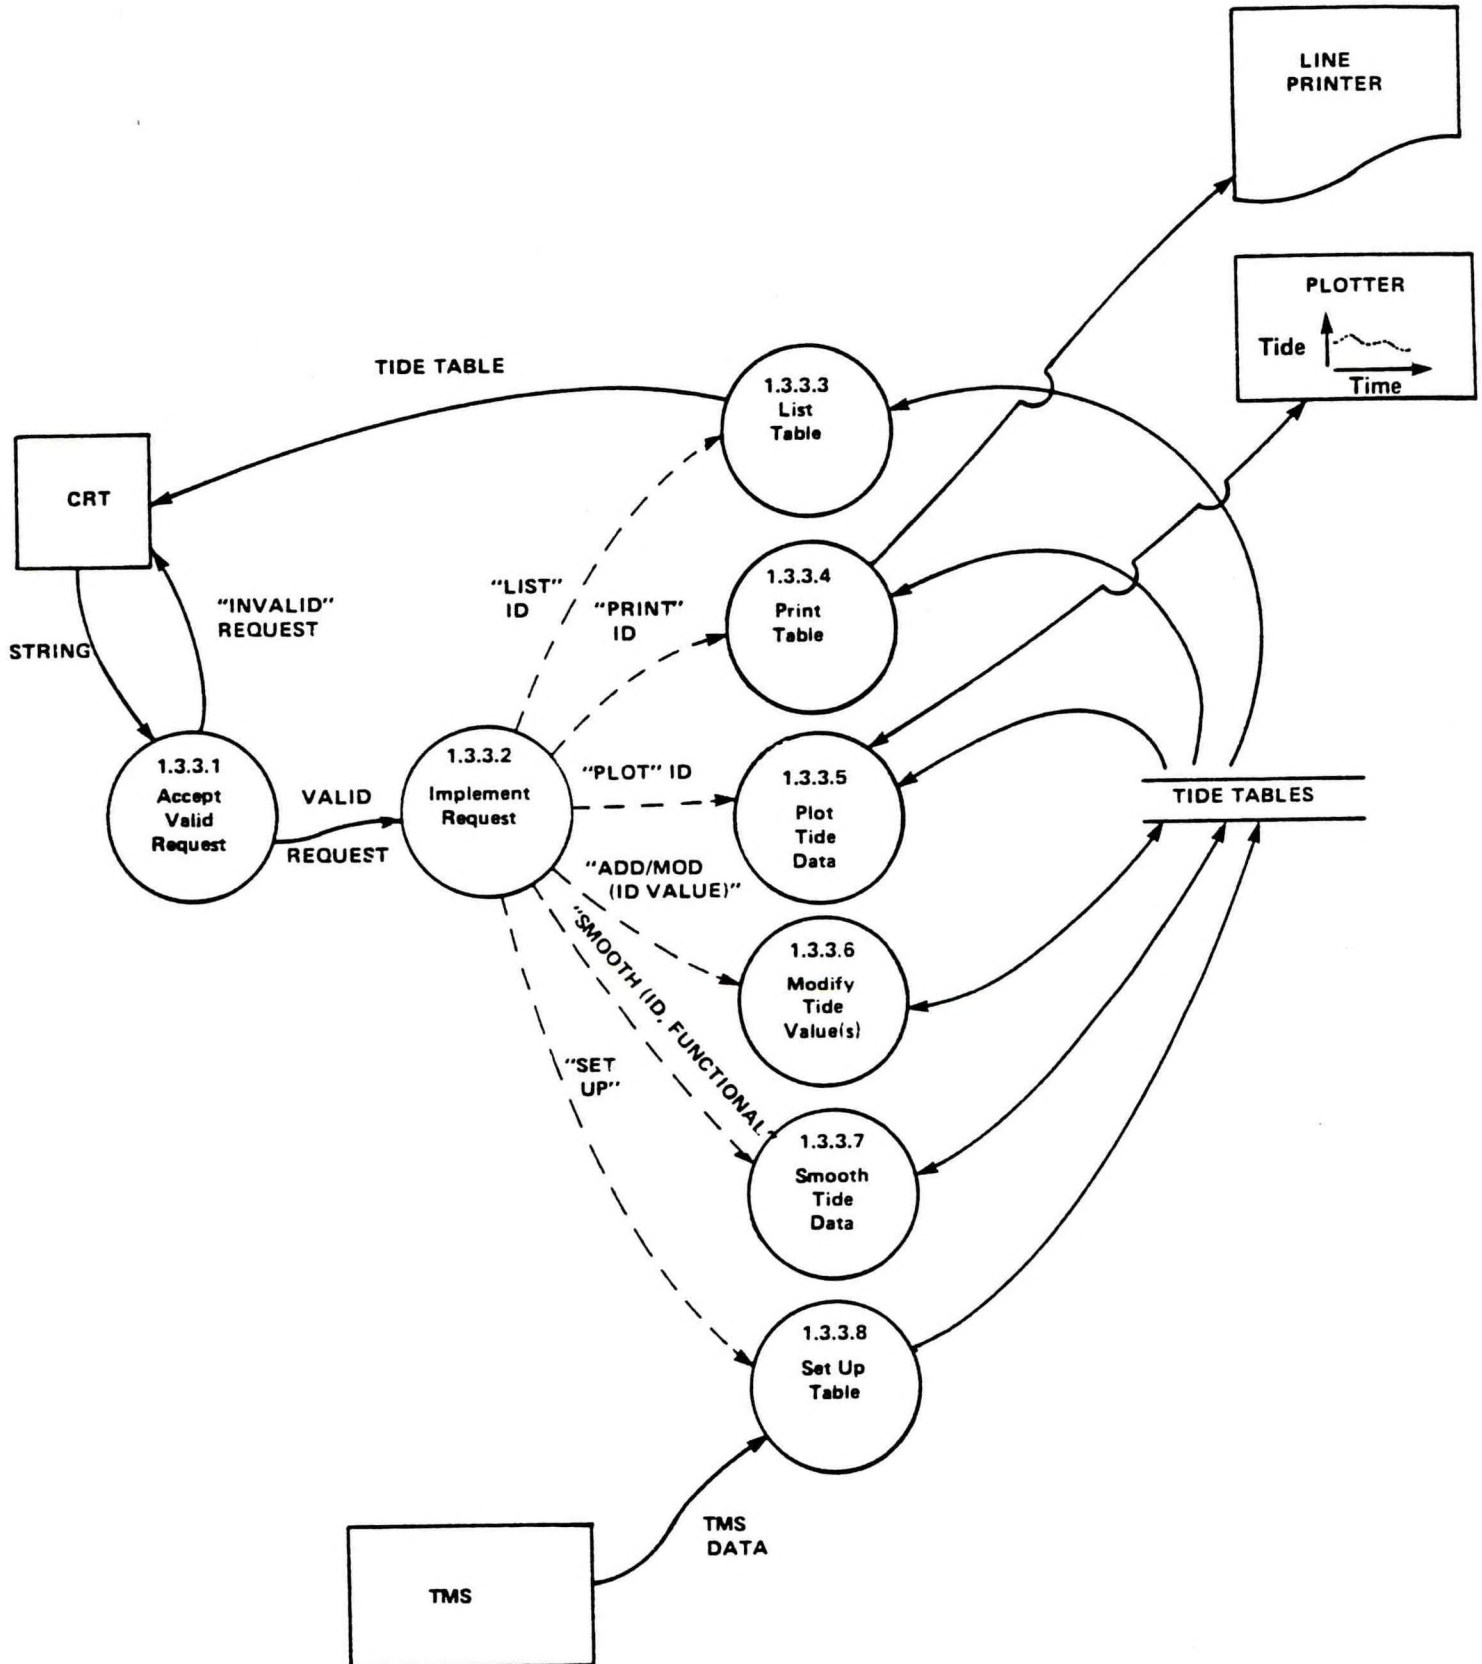 LINE
PRINTER
PLOTTER
Tide
Time
TIDE TABLE
1.3.3.3
List
Table
CRT
"LIST"
ID
"PRINT"
ID
1.3.3.4
Print
Table
"INVALID"
REQUEST
STRING
1.3.3.1
Accept
Valid
Request
VALID
REQUEST
1.3.3.2
Implement
Request
"PLOT" ID
1.3.3.5
Plot
Tide
Data
TIDE TABLES
"ADD/MOD
(ID VALUE)"
1.3.3.6
Modify
Tide
Value(s)
"SMOOTH (ID, FUNCTIONAL"
"SET
UP"
1.3.3.7
Smooth
Tide
Data
1.3.3.8
Set Up
Table
TMS
DATA
TMS